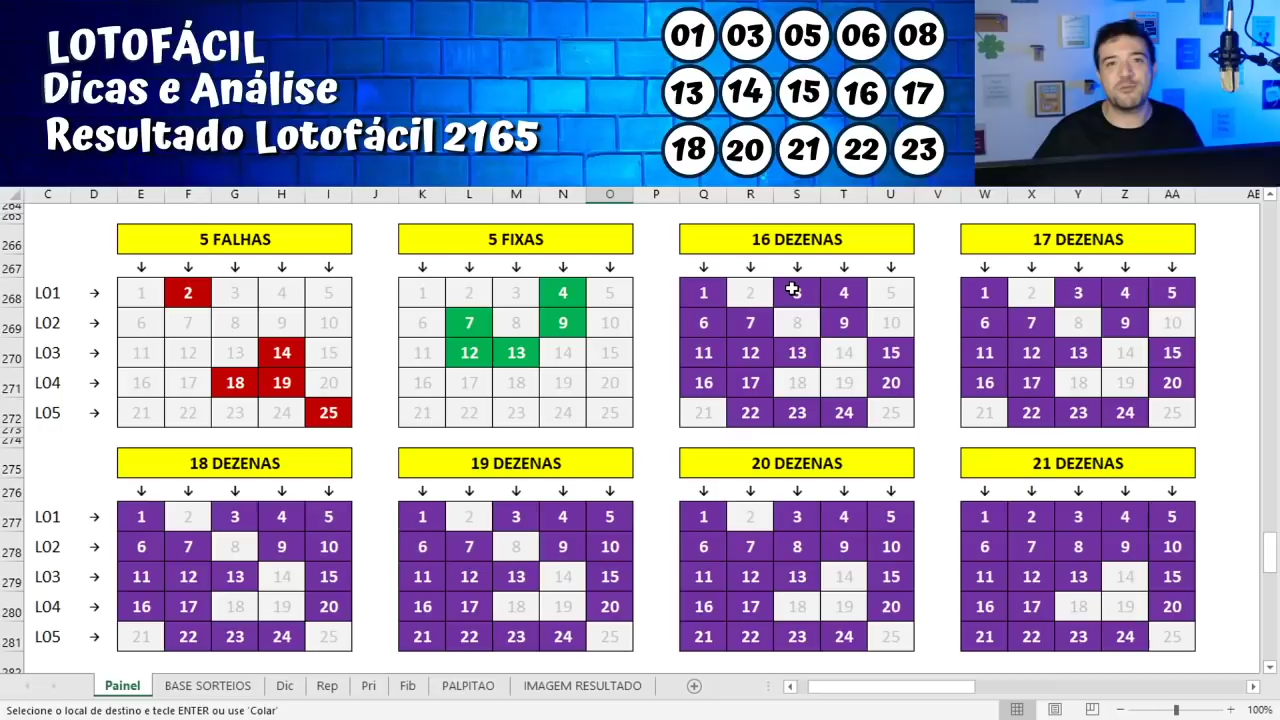 LOTOFÁCIL
Dicas e Análise
Resultado Lotofácil 2165
01 03 05 06 08
13 14 15 16 17
18 20 21 22 23
C D E F G H I J K L M N O P Q R S T U V W X Y Z AA AB
264
265
266 5 FALHAS 5 FIXAS 16 DEZENAS 17 DEZENAS
267 ↓ ↓ ↓ ↓ ↓ ↓ ↓ ↓ ↓ ↓ ↓ ↓ ↓ ↓ ↓ ↓ ↓ ↓ ↓ ↓
268 L01 → 1 2 3 4 5 1 2 3 4 5 1 2 3 4 5 1 2 3 4 5
269 L02 → 6 7 8 9 10 6 7 8 9 10 6 7 8 9 10 6 7 8 9 10
270 L03 → 11 12 13 14 15 11 12 13 14 15 11 12 13 14 15 11 12 13 14 15
271 L04 → 16 17 18 19 20 16 17 18 19 20 16 17 18 19 20 16 17 18 19 20
272 L05 → 21 22 23 24 25 21 22 23 24 25 21 22 23 24 25 21 22 23 24 25
273
274
275 18 DEZENAS 19 DEZENAS 20 DEZENAS 21 DEZENAS
276 ↓ ↓ ↓ ↓ ↓ ↓ ↓ ↓ ↓ ↓ ↓ ↓ ↓ ↓ ↓ ↓ ↓ ↓ ↓ ↓
277 L01 → 1 2 3 4 5 1 2 3 4 5 1 2 3 4 5 1 2 3 4 5
278 L02 → 6 7 8 9 10 6 7 8 9 10 6 7 8 9 10 6 7 8 9 10
279 L03 → 11 12 13 14 15 11 12 13 14 15 11 12 13 14 15 11 12 13 14 15
280 L04 → 16 17 18 19 20 16 17 18 19 20 16 17 18 19 20 16 17 18 19 20
281 L05 → 21 22 23 24 25 21 22 23 24 25 21 22 23 24 25 21 22 23 24 25
282
Painel BASE SORTEIOS Dic Rep Pri Fib PALPITAO IMAGEM RESULTADO
Selecione o local de destino e tecle ENTER ou use 'Colar' 100%